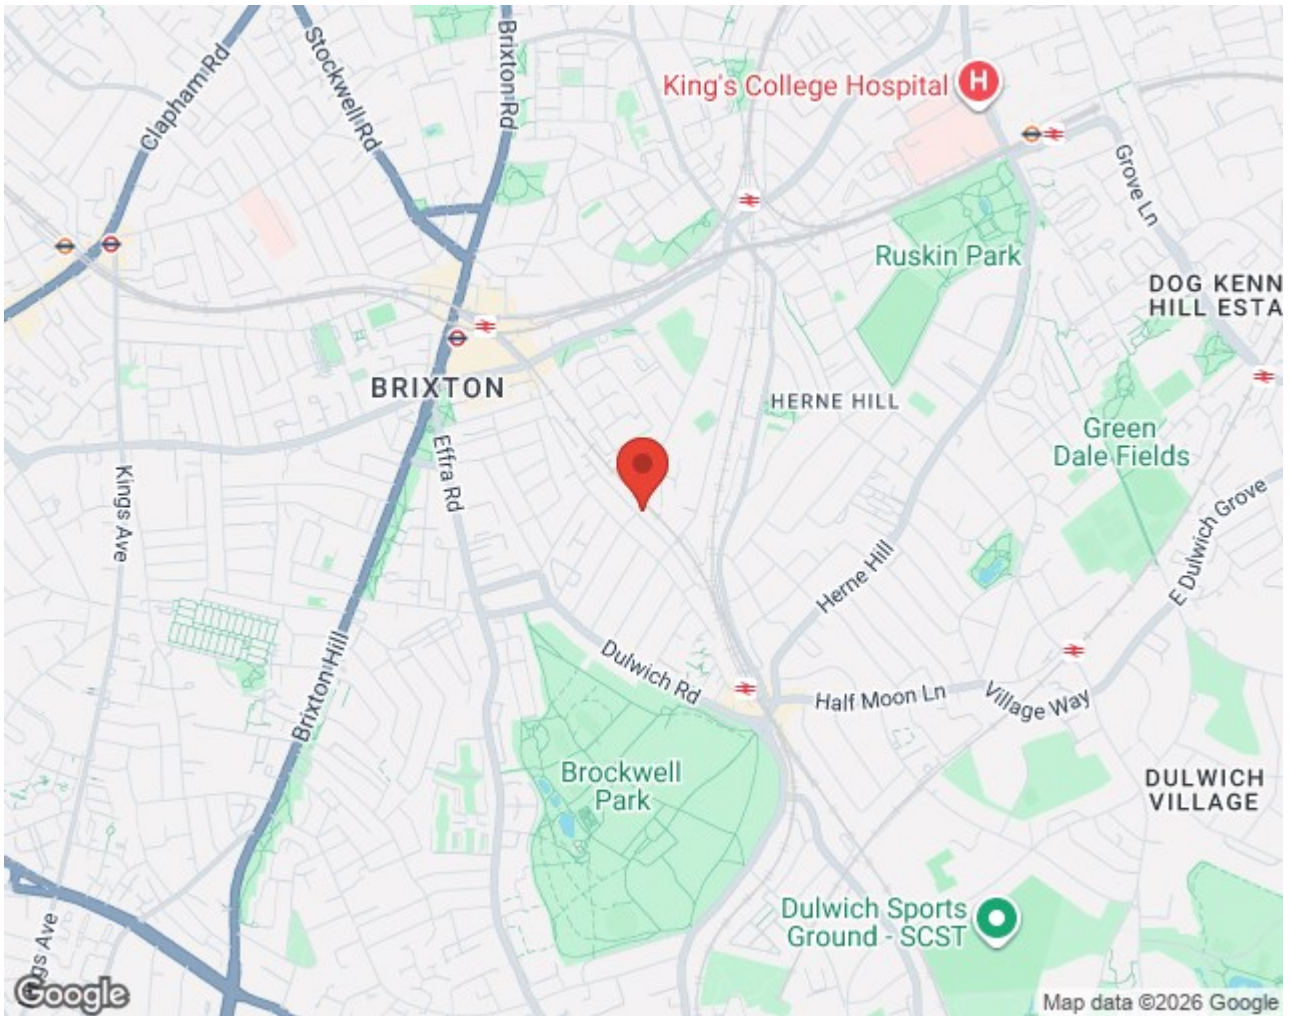 Clapham Rd
Stockwell Rd
Brixton Rd
King's College Hospital
H
Grove Ln
Ruskin Park
DOG KENN
HILL ESTA
BRIXTON
HERNE HILL
Green
Dale Fields
Effra Rd
Kings Ave
E Dulwich Grove
Herne Hill
Brixton Hill
Dulwich Rd
Half Moon Ln
Village Way
Brockwell
Park
DULWICH
VILLAGE
Dulwich Sports
Ground - SCST
ngs Ave
Google
Map data ©2026 Google